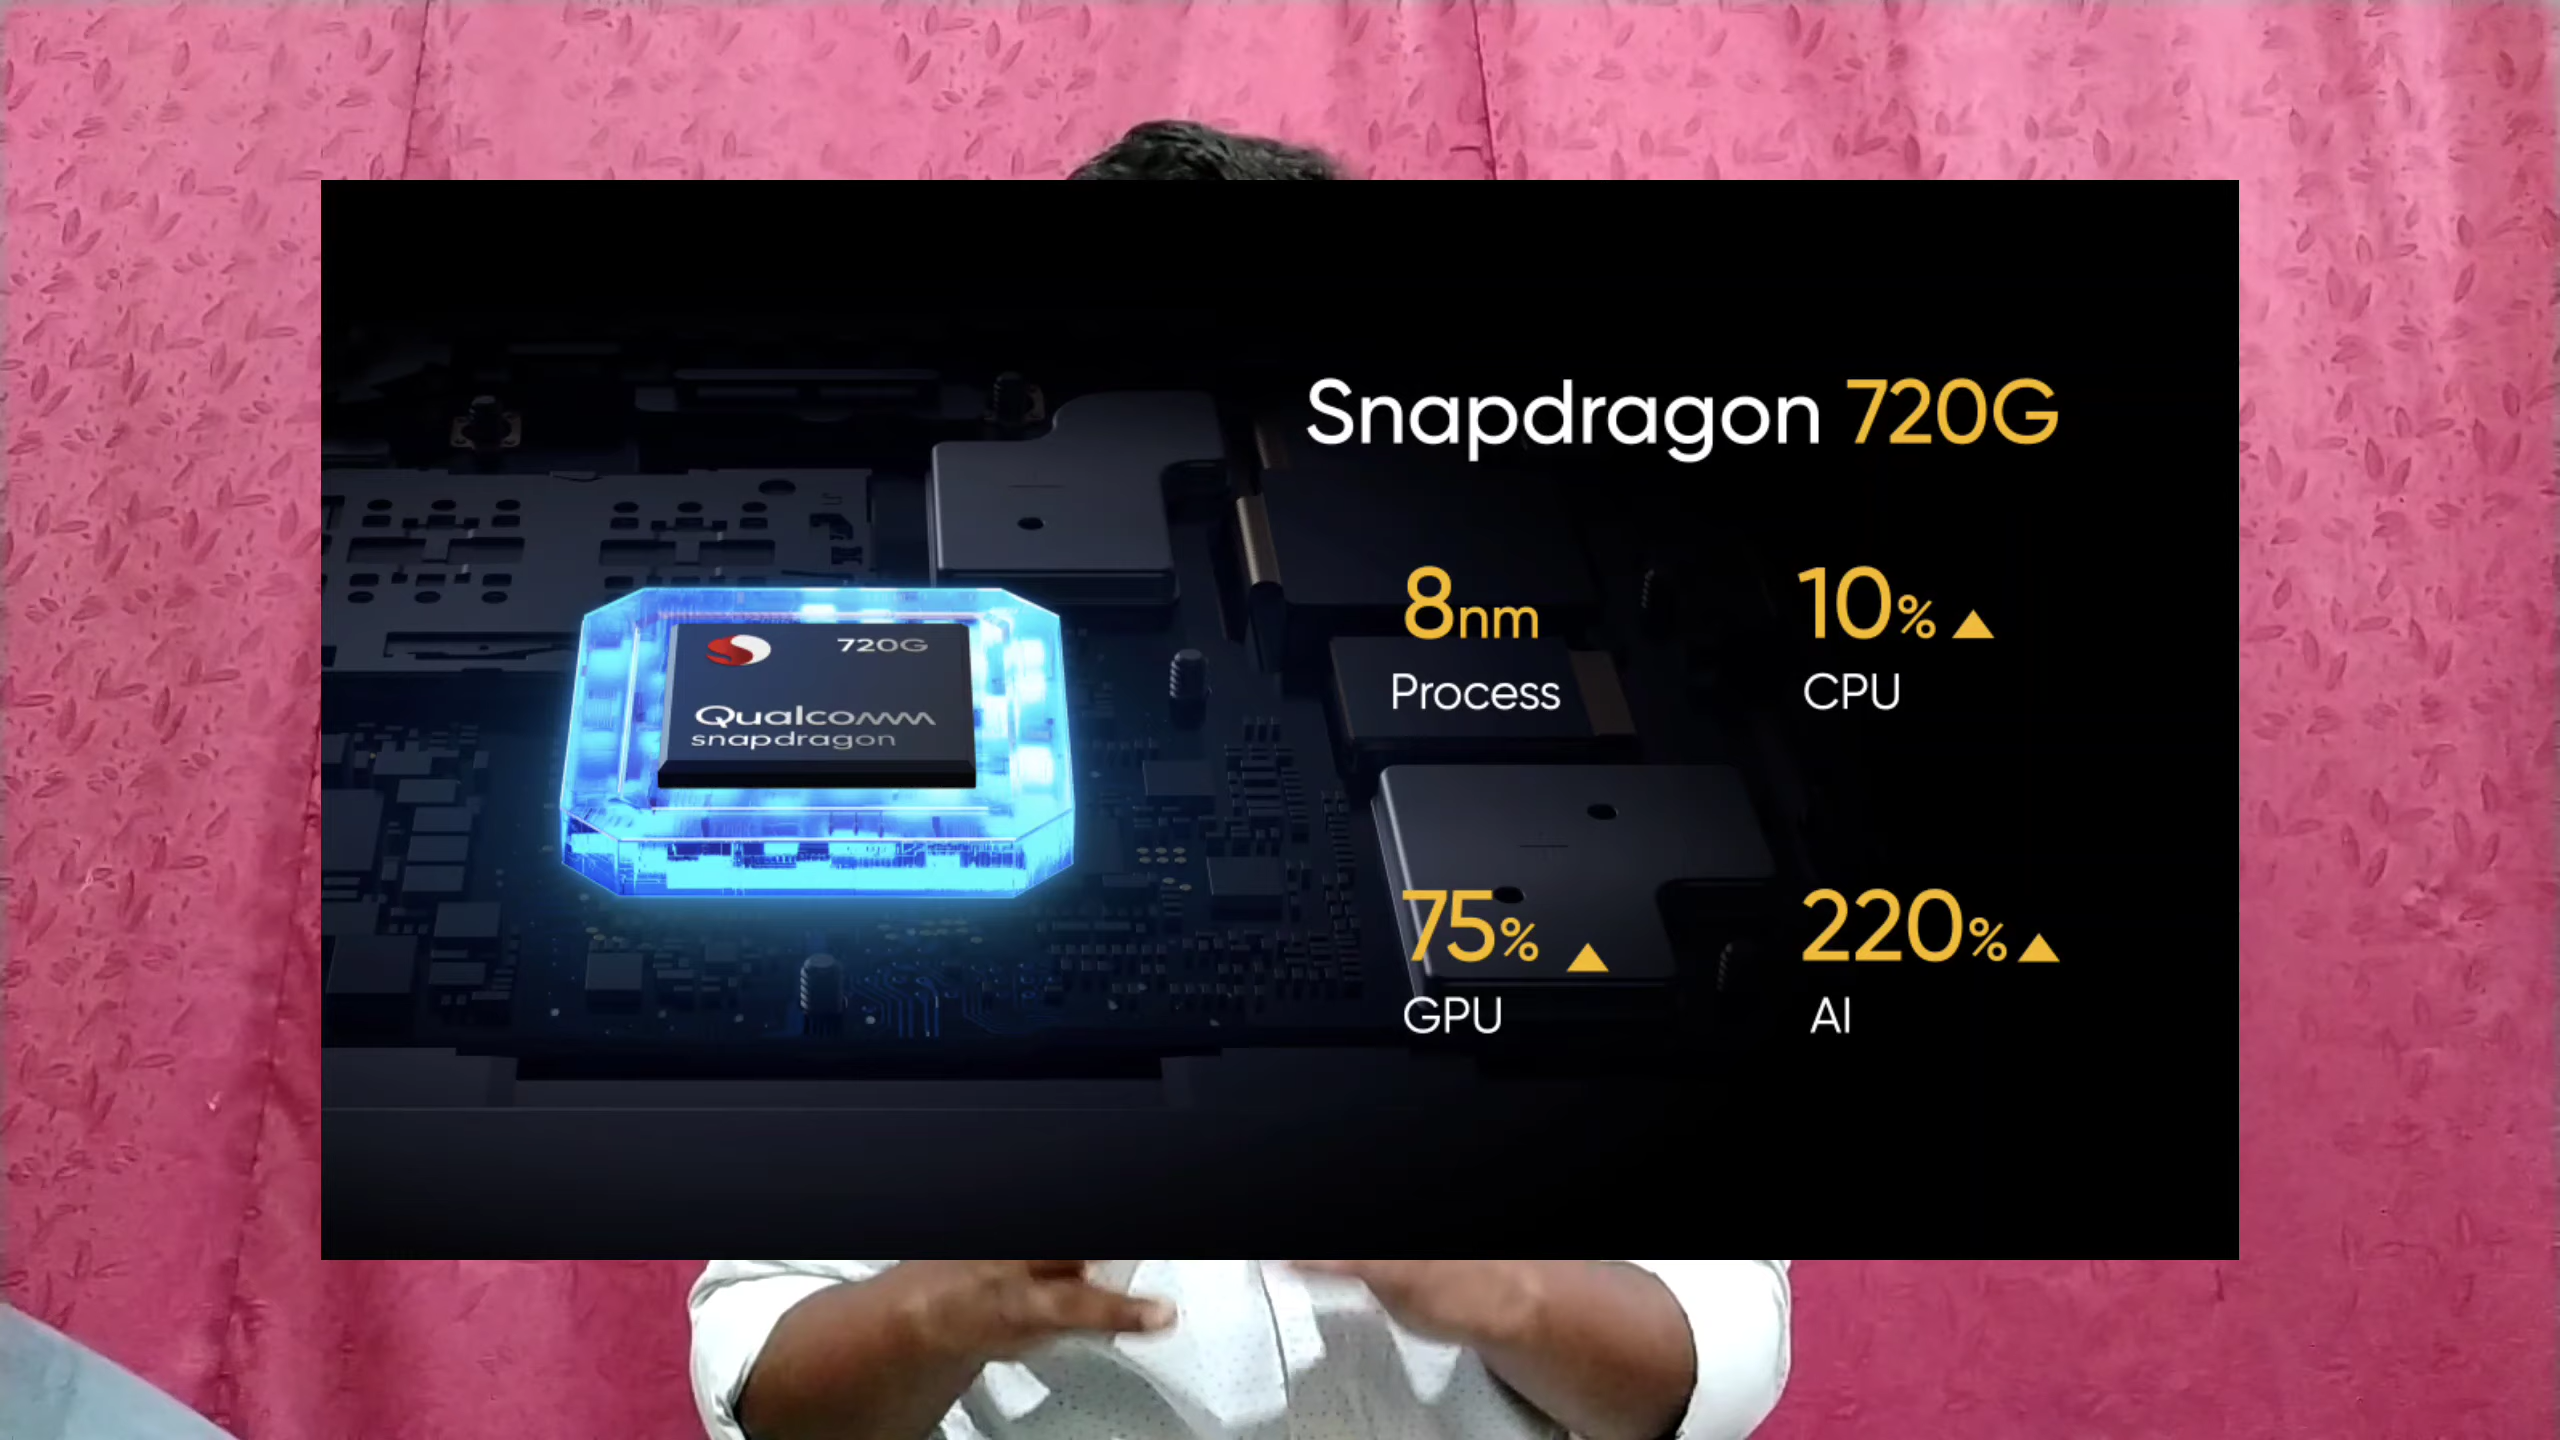 Snapdragon 720G
720G
Qualcomm
snapdragon
8nm
Process
10%▲
CPU
75% ▲
GPU
220%▲
AI